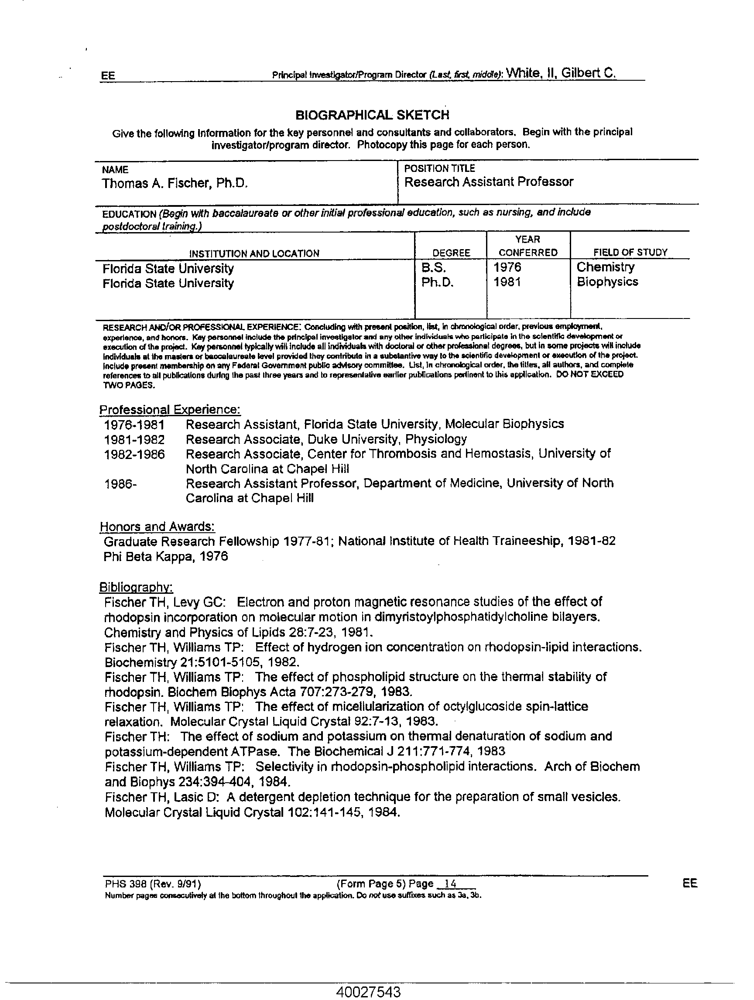 EE Principal Investigator/Program Director (Last, first, middle): White, II, Gilbert C.
BIOGRAPHICAL SKETCH
Give the following information for the key personnel and consultants and collaborators. Begin with the principal
investigator/program director. Photocopy this page for each person.
NAME POSITION TITLE
Thomas A. Fischer, Ph.D. Research Assistant Professor
EDUCATION (Begin with baccalaureate or other initial professional education, such as nursing, and include
postdoctoral training.)
INSTITUTION AND LOCATION DEGREE YEAR CONFERRED FIELD OF STUDY
Florida State University B.S. 1976 Chemistry
Florida State University Ph.D. 1981 Biophysics
RESEARCH AND/OR PROFESSIONAL EXPERIENCE: Concluding with present position, list, in chronological order, previous employment,
experience, and honors. Key personnel include the principal investigator and any other individuals who participate in the scientific development or
execution of the project. Key personnel typically will include all individuals with doctoral or other professional degrees, but in some projects will include
individuals at the masters or baccalaureate level provided they contribute in a substantive way to the scientific development or execution of the project.
Include present membership on any Federal Government public advisory committee. List, in chronological order, the titles, all authors, and complete
references to all publications during the past three years and to representative earlier publications pertinent to this application. DO NOT EXCEED
TWO PAGES.
Professional Experience:
1976-1981 Research Assistant, Florida State University, Molecular Biophysics
1981-1982 Research Associate, Duke University, Physiology
1982-1986 Research Associate, Center for Thrombosis and Hemostasis, University of
North Carolina at Chapel Hill
1986- Research Assistant Professor, Department of Medicine, University of North
Carolina at Chapel Hill
Honors and Awards:
Graduate Research Fellowship 1977-81; National Institute of Health Traineeship, 1981-82
Phi Beta Kappa, 1976
Bibliography:
Fischer TH, Levy GC: Electron and proton magnetic resonance studies of the effect of
rhodopsin incorporation on molecular motion in dimyristoylphosphatidylcholine bilayers.
Chemistry and Physics of Lipids 28:7-23, 1981.
Fischer TH, Williams TP: Effect of hydrogen ion concentration on rhodopsin-lipid interactions.
Biochemistry 21:5101-5105, 1982.
Fischer TH, Williams TP: The effect of phospholipid structure on the thermal stability of
rhodopsin. Biochem Biophys Acta 707:273-279, 1983.
Fischer TH, Williams TP: The effect of micellularization of octylglucoside spin-lattice
relaxation. Molecular Crystal Liquid Crystal 92:7-13, 1983.
Fischer TH: The effect of sodium and potassium on thermal denaturation of sodium and
potassium-dependent ATPase. The Biochemical J 211:771-774, 1983
Fischer TH, Williams TP: Selectivity in rhodopsin-phospholipid interactions. Arch of Biochem
and Biophys 234:394-404, 1984.
Fischer TH, Lasic D: A detergent depletion technique for the preparation of small vesicles.
Molecular Crystal Liquid Crystal 102:141-145, 1984.
PHS 398 (Rev. 9/91) (Form Page 5) Page 14 EE
Number pages consecutively at the bottom throughout the application. Do not use suffixes such as 3a, 3b.
40027543